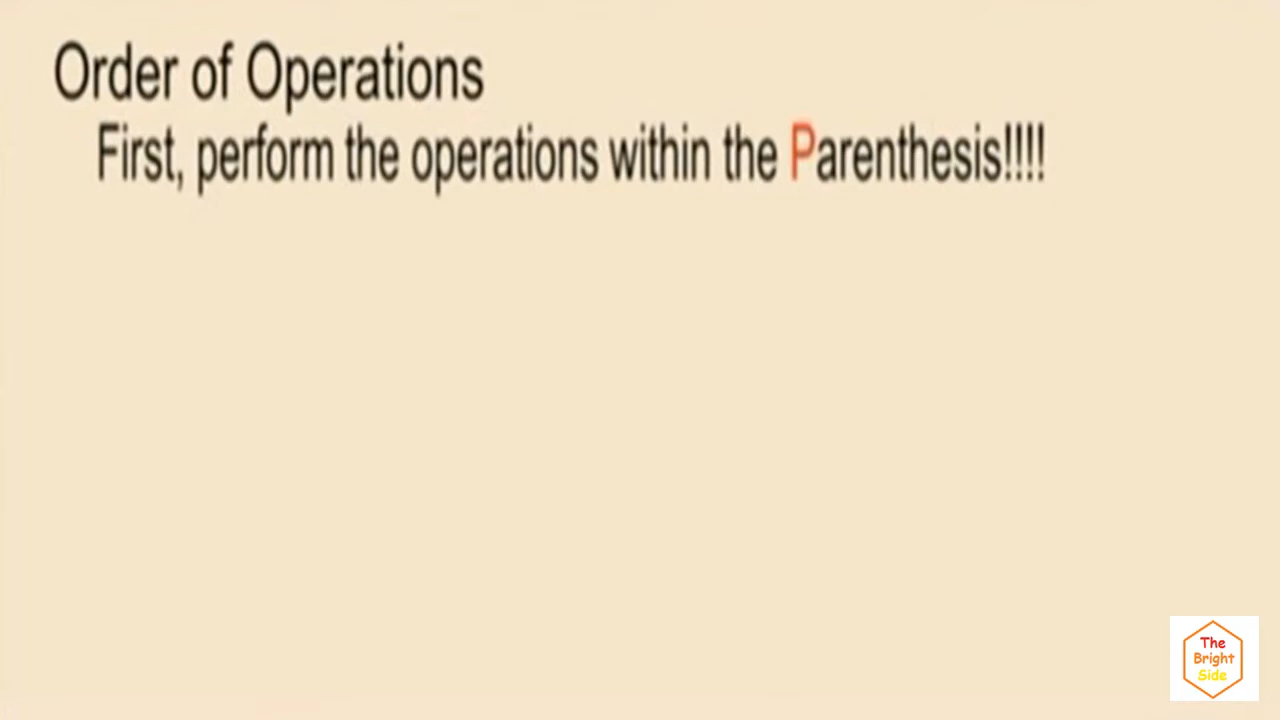 Order of Operations
First, perform the operations within the Parenthesis!!!!
The
Bright
Side